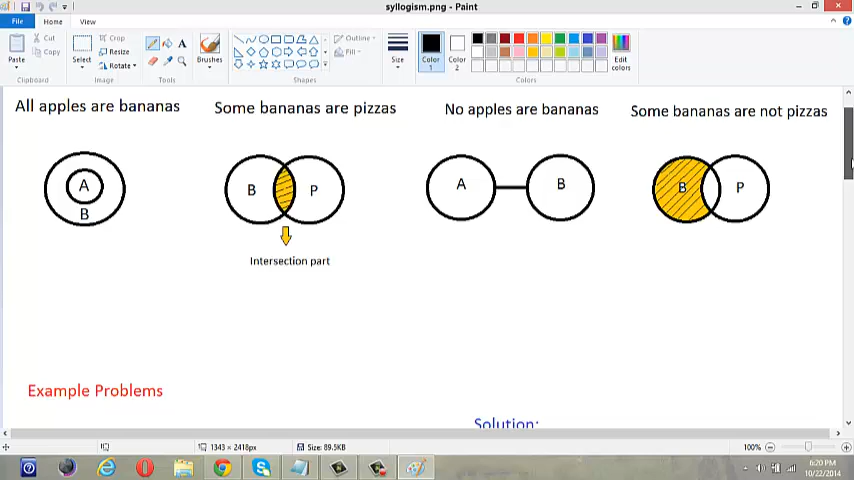 syllogism.png - Paint
File Home View
Paste
Cut
Copy
Clipboard
Select
Crop
Resize
Rotate
Image
Tools
A
Brushes
Outline
Fill
Shapes
Size
Color 1
Color 2
Edit colors
Colors
All apples are bananas
Some bananas are pizzas
No apples are bananas
Some bananas are not pizzas
A
B
B P
A B
B P
Intersection part
Example Problems
Solution:
1343 × 2418px
Size: 89.5KB
100%
6:20 PM
10/22/2014